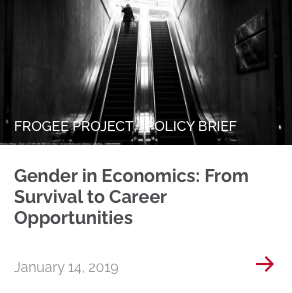 FROGEE PROJECT POLICY BRIEF
Gender in Economics: From
Survival to Career
Opportunities
January 14, 2019